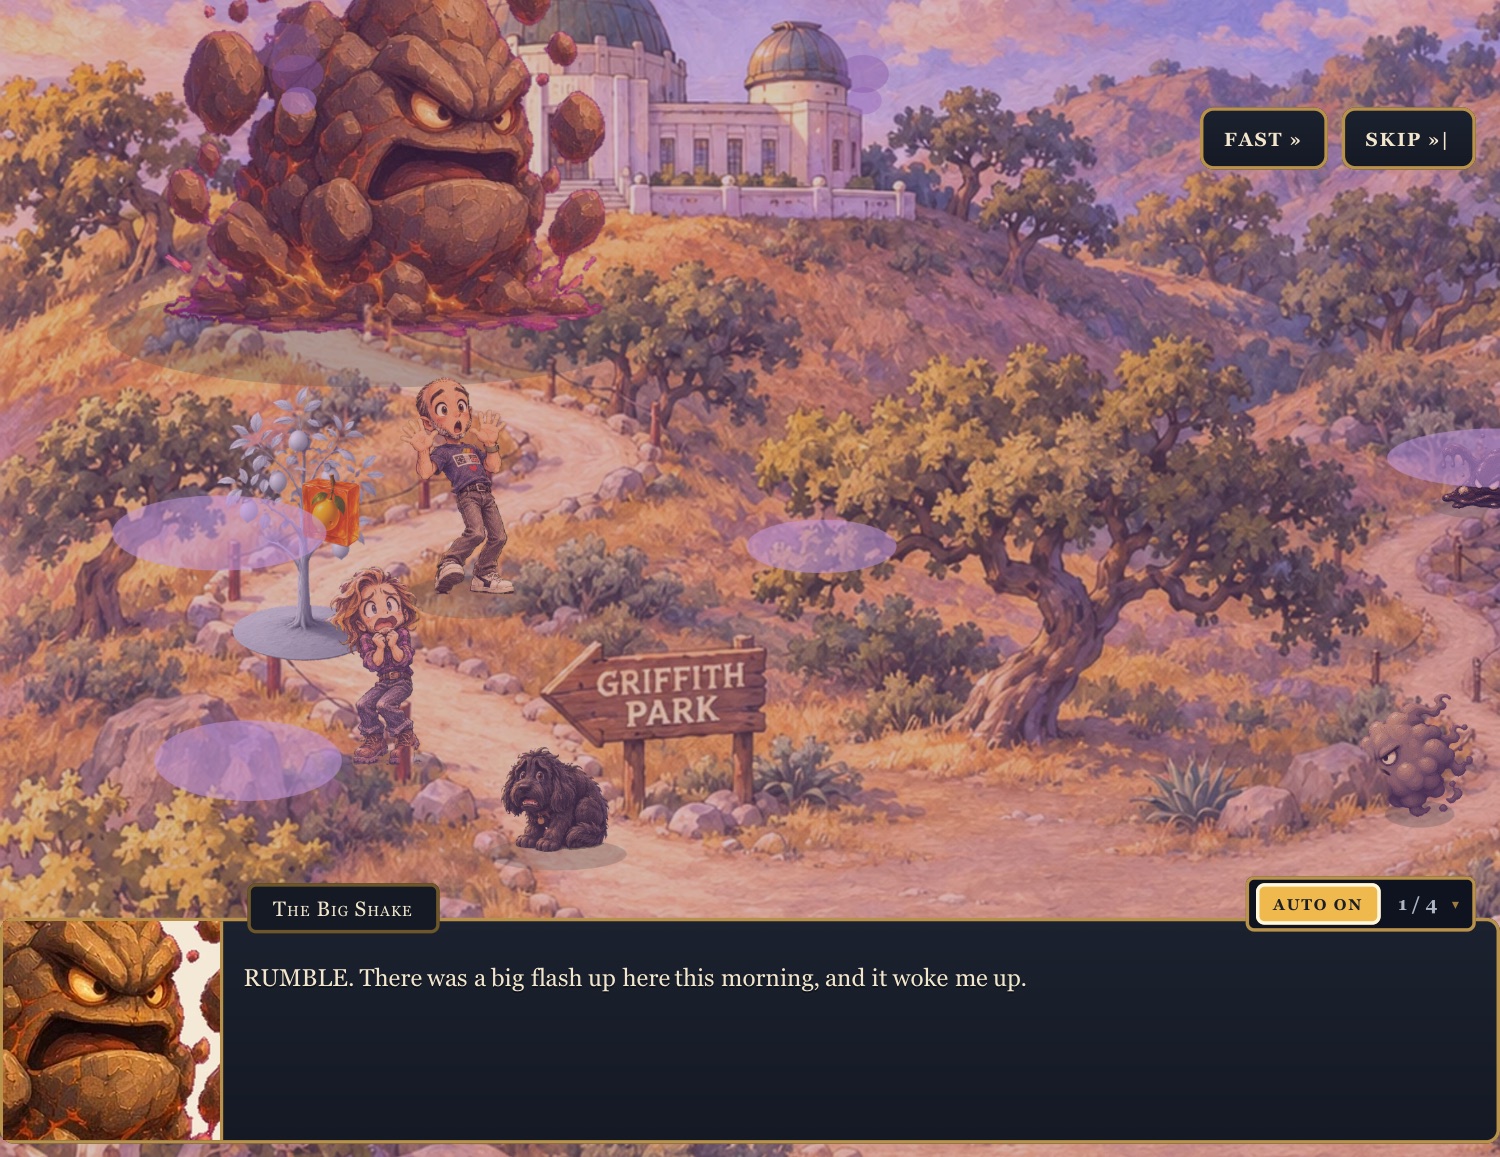 FAST »
SKIP »|
GRIFFITH
PARK
The Big Shake
AUTO ON
1 / 4 ▾
RUMBLE. There was a big flash up here this morning, and it woke me up.